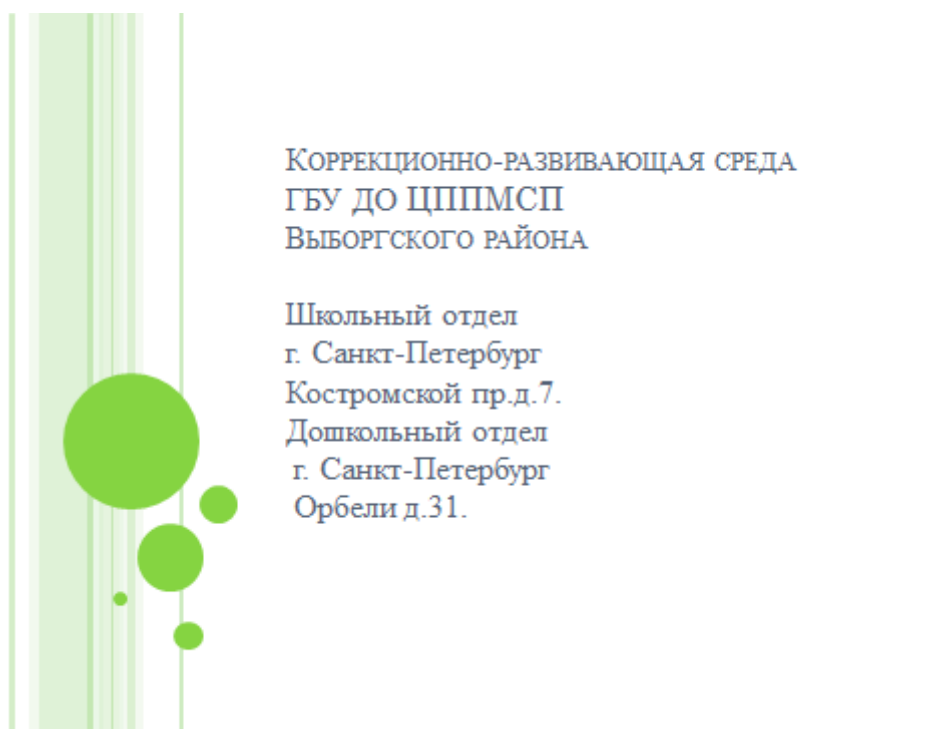 Коррекционно-развивающая среда
ГБУ ДО ЦППМСП
Выборгского района
Школьный отдел
г. Санкт-Петербург
Костромской пр.д.7.
Дошкольный отдел
г. Санкт-Петербург
Орбели д.31.